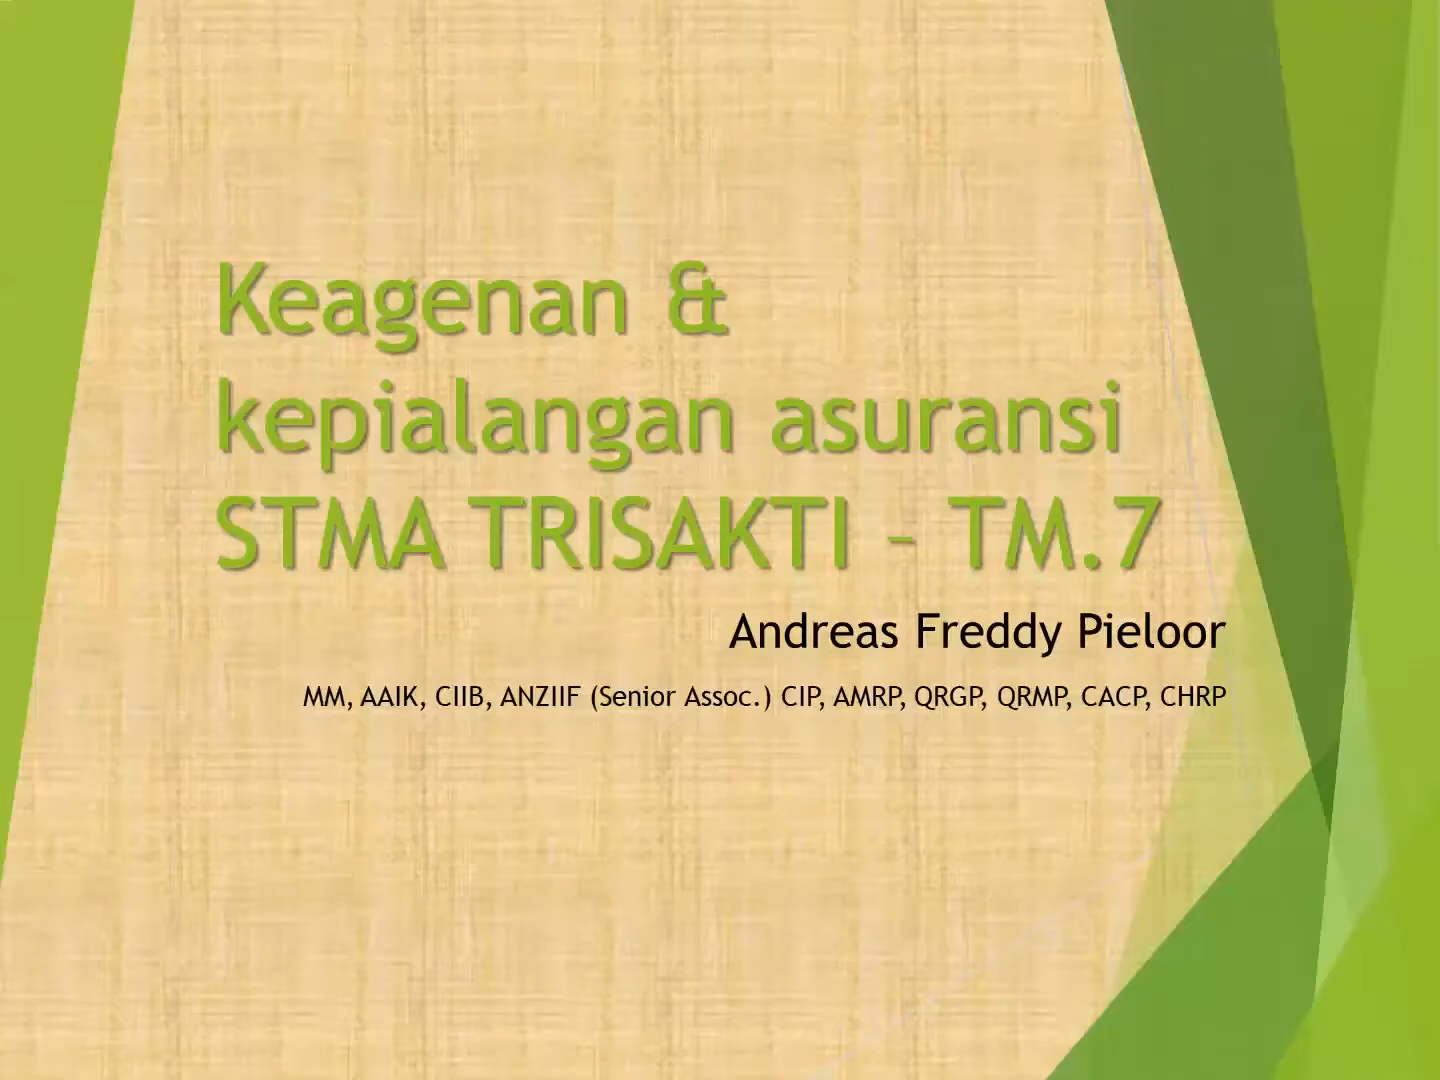 Keagenan &
kepialangan asuransi
STMA TRISAKTI – TM.7
Andreas Freddy Pieloor
MM, AAIK, CIIB, ANZIIF (Senior Assoc.) CIP, AMRP, QRGP, QRMP, CACP, CHRP